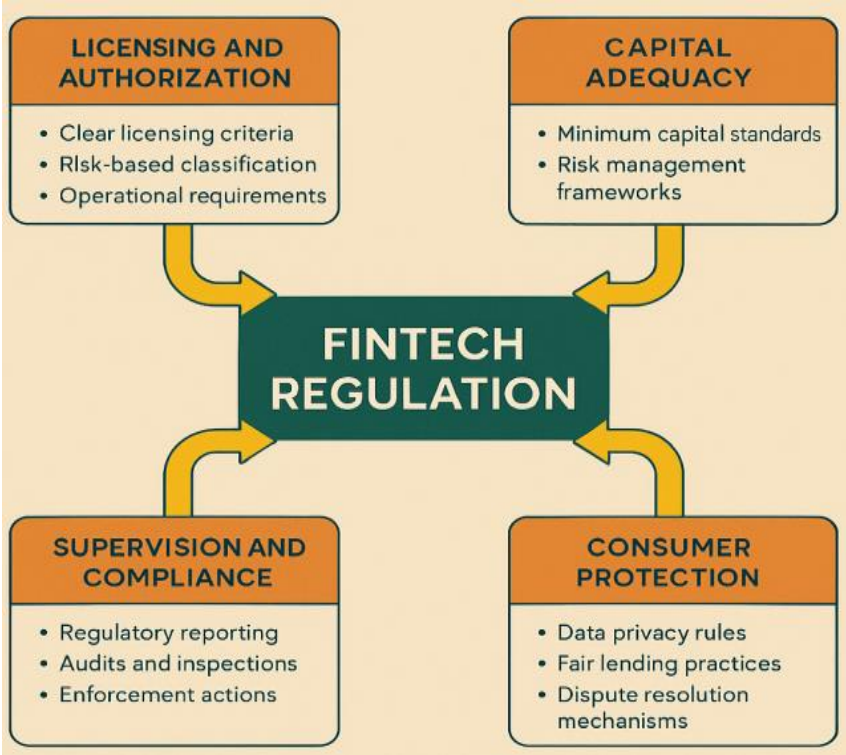 LICENSING AND
AUTHORIZATION
• Clear licensing criteria
• RIsk-based classification
• Operational requirements
CAPITAL
ADEQUACY
• Minimum capital standards
• Risk management
frameworks
FINTECH
REGULATION
SUPERVISION AND
COMPLIANCE
• Regulatory reporting
• Audits and inspections
• Enforcement actions
CONSUMER
PROTECTION
• Data privacy rules
• Fair lending practices
• Dispute resolution
mechanisms